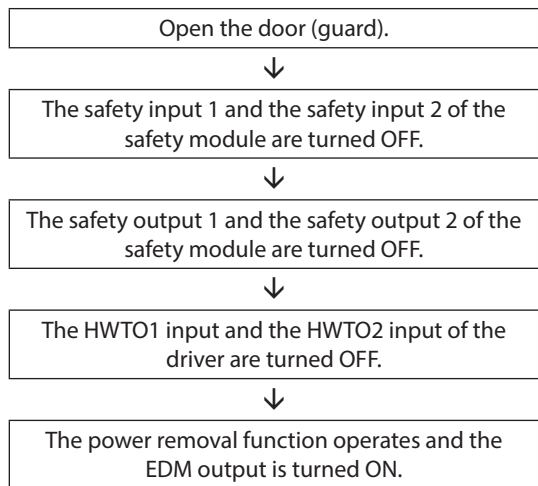 Open the door (guard).
The safety input 1 and the safety input 2 of the
safety module are turned OFF.
The safety output 1 and the safety output 2 of the
safety module are turned OFF.
The HWTO1 input and the HWTO2 input of the
driver are turned OFF.
The power removal function operates and the
EDM output is turned ON.